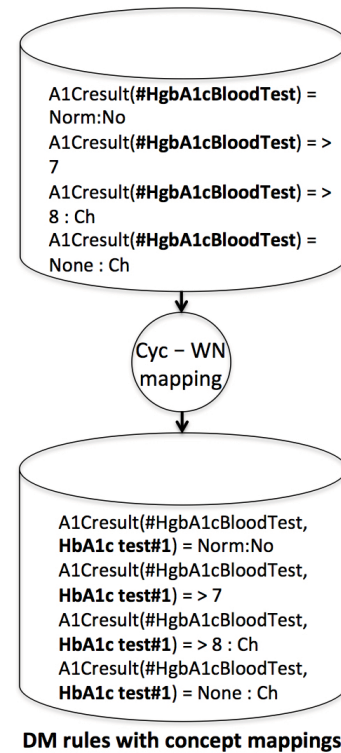 A1Cresult(#HgbA1cBloodTest) =
Norm:No
A1Cresult(#HgbA1cBloodTest) = >
7
A1Cresult(#HgbA1cBloodTest) = >
8 : Ch
A1Cresult(#HgbA1cBloodTest) =
None : Ch
Cyc – WN
mapping
A1Cresult(#HgbA1cBloodTest,
HbA1c test#1) = Norm:No
A1Cresult(#HgbA1cBloodTest,
HbA1c test#1) = > 7
A1Cresult(#HgbA1cBloodTest,
HbA1c test#1) = > 8 : Ch
A1Cresult(#HgbA1cBloodTest,
HbA1c test#1) = None : Ch
DM rules with concept mappings